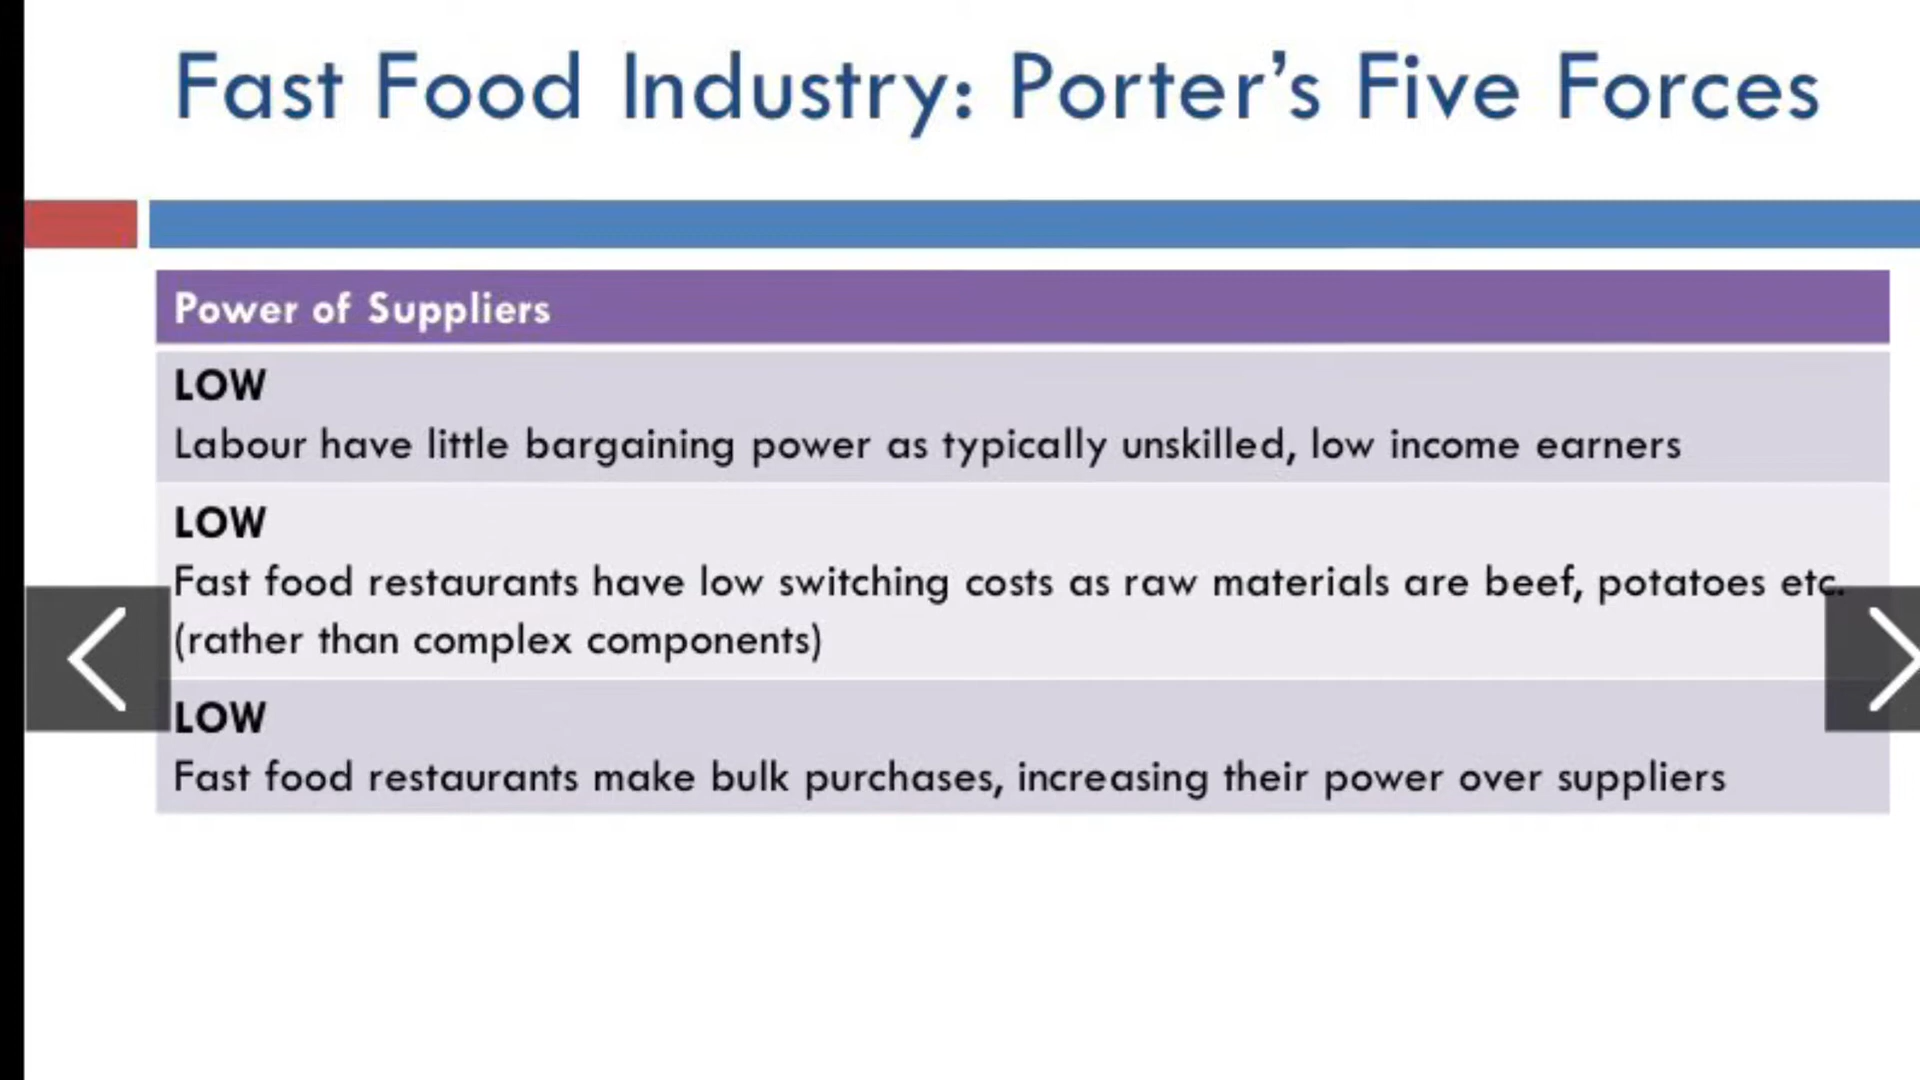 Fast Food Industry: Porter’s Five Forces
Power of Suppliers
LOW
Labour have little bargaining power as typically unskilled, low income earners
LOW
Fast food restaurants have low switching costs as raw materials are beef, potatoes etc.
(rather than complex components)
LOW
Fast food restaurants make bulk purchases, increasing their power over suppliers